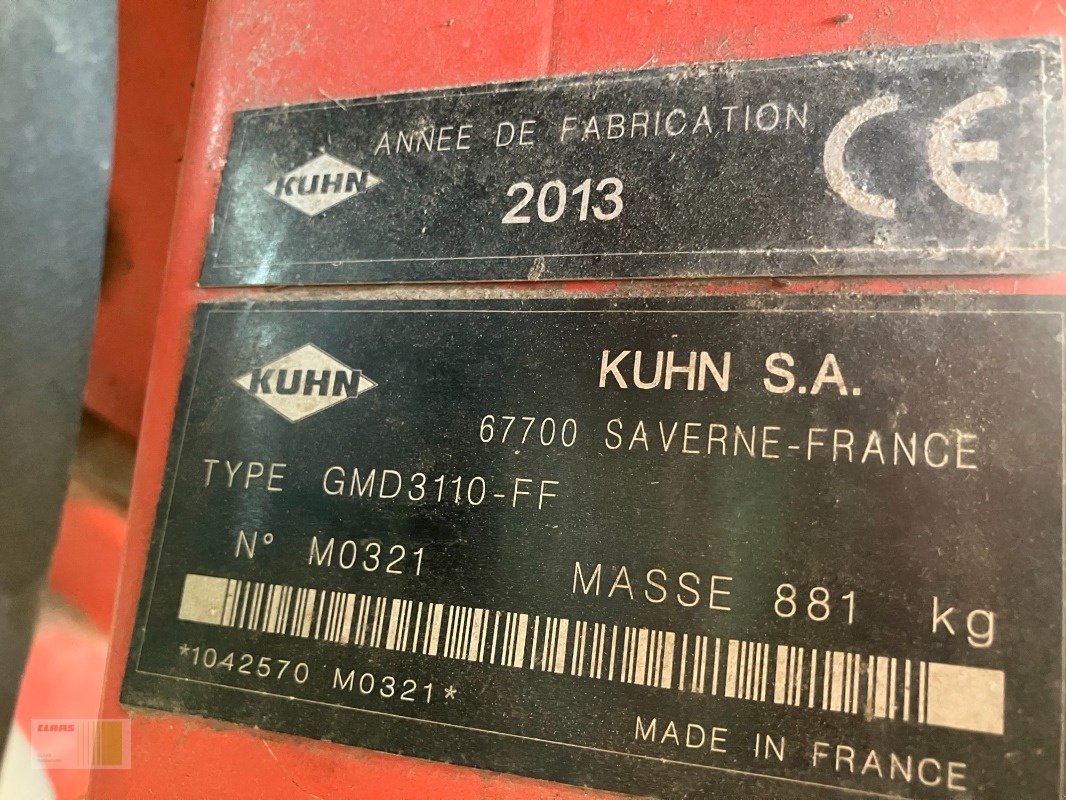 KUHN
ANNEE DE FABRICATION
2013
CE
KUHN
KUHN S.A.
67700 SAVERNE-FRANCE
TYPE GMD3110-FF
N° M0321
MASSE 881 kg
*1042570 M0321*
MADE IN FRANCE
CLAAS